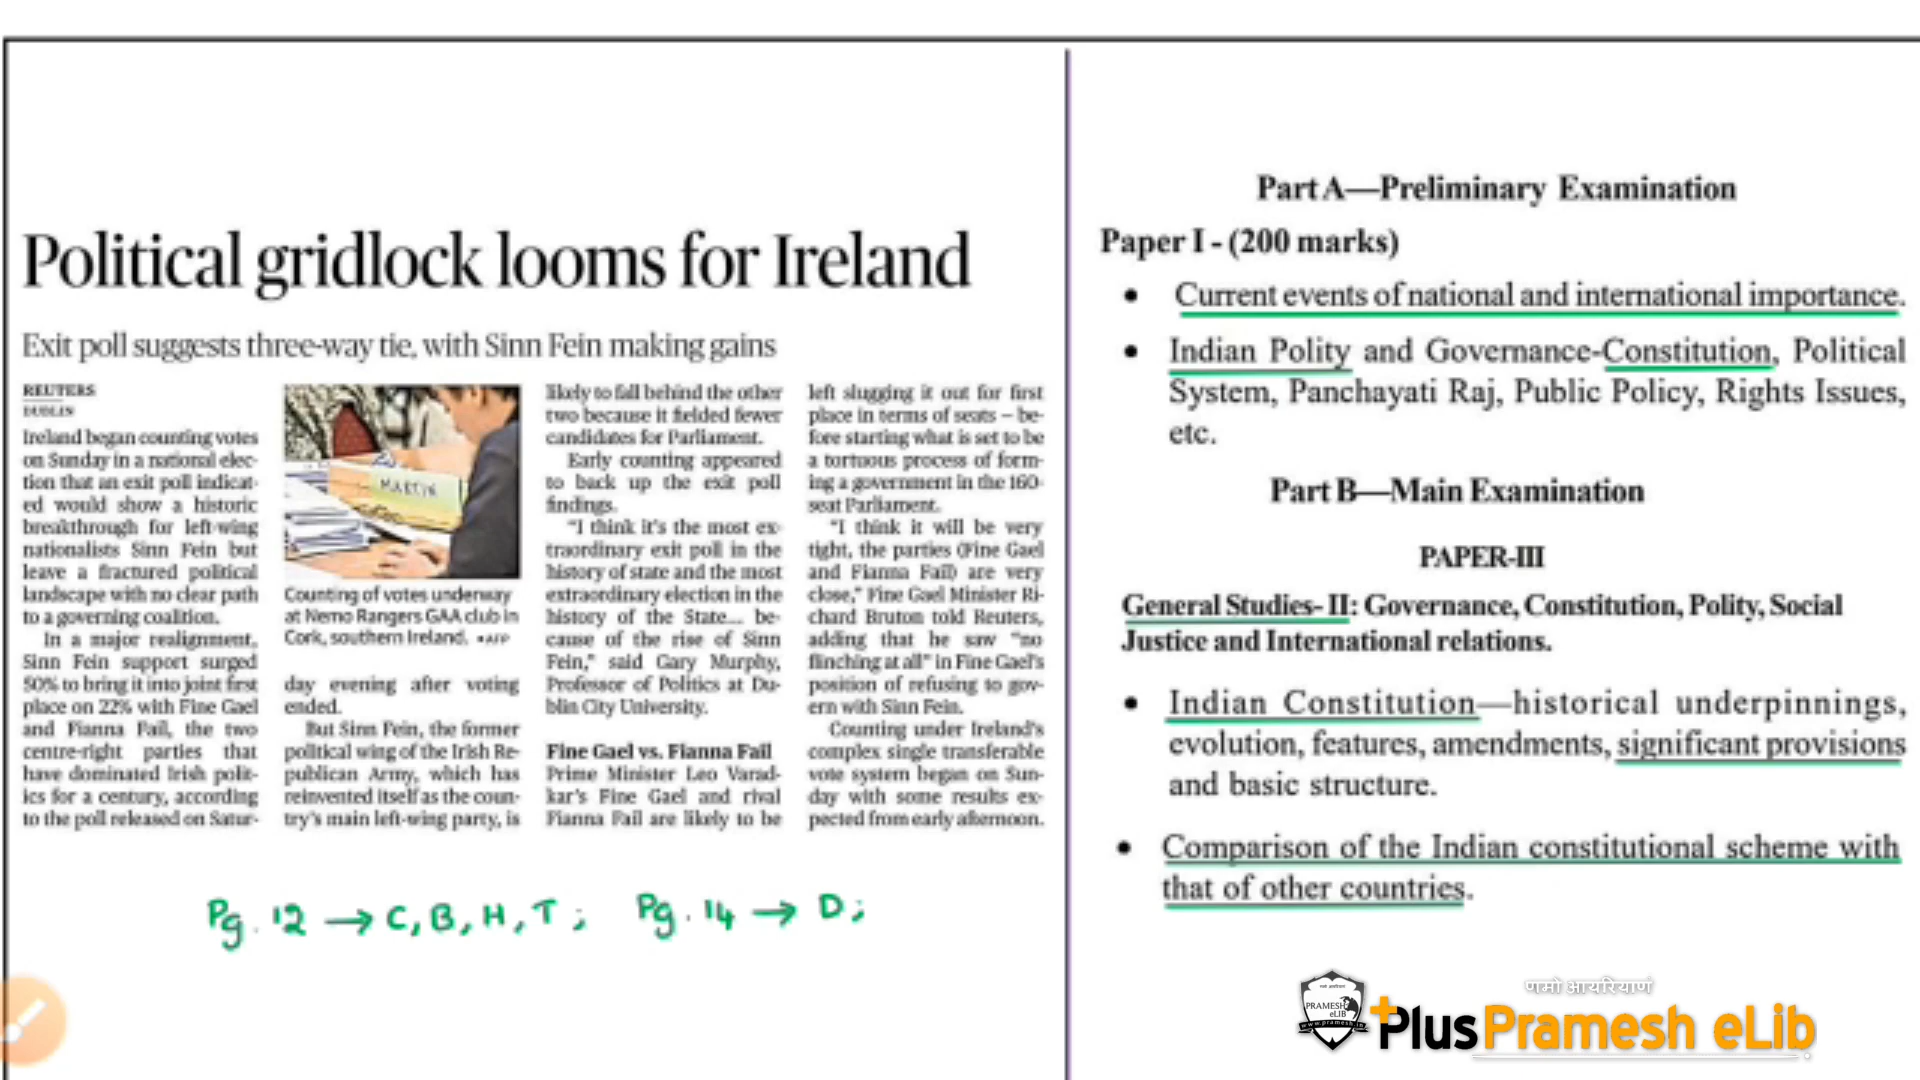 Political gridlock looms for Ireland
Exit poll suggests three-way tie, with Sinn Fein making gains
REUTERS
DUBLIN
Ireland began counting votes
on Sunday in a national elec-
tion that an exit poll indicat-
ed would show a historic
breakthrough for left-wing
nationalists Sinn Fein but
leave a fractured political
landscape with no clear path
to a governing coalition.
In a major realignment,
Sinn Fein support surged
50% to bring it into joint first
place on 22% with Fine Gael
and Fianna Fail, the two
centre-right parties that
have dominated Irish polit-
ics for a century, according
to the poll released on Satur-
MARTIN
Counting of votes underway
at Nemo Rangers GAA club in
Cork, southern Ireland. •AFP
day evening after voting
ended.
But Sinn Fein, the former
political wing of the Irish Re-
publican Army, which has
reinvented itself as the coun-
try's main left-wing party, is
likely to fall behind the other
two because it fielded fewer
candidates for Parliament.
Early counting appeared
to back up the exit poll
findings.
"I think it's the most ex-
traordinary exit poll in the
history of state and the most
extraordinary election in the
history of the State... be-
cause of the rise of Sinn
Fein," said Gary Murphy,
Professor of Politics at Du-
blin City University.
Fine Gael vs. Fianna Fail
Prime Minister Leo Varad-
kar's Fine Gael and rival
Fianna Fail are likely to be
left slugging it out for first
place in terms of seats – be-
fore starting what is set to be
a tortuous process of form-
ing a government in the 160-
seat Parliament.
"I think it will be very
tight, the parties (Fine Gael
and Fianna Fail) are very
close," Fine Gael Minister Ri-
chard Bruton told Reuters,
adding that he saw "no
flinching at all" in Fine Gael's
position of refusing to gov-
ern with Sinn Fein.
Counting under Ireland's
complex single transferable
vote system began on Sun-
day with some results ex-
pected from early afternoon.
Pg. 12 → C, B, H, T ; Pg. 14 → D ;
Part A—Preliminary Examination
Paper I - (200 marks)
• Current events of national and international importance.
• Indian Polity and Governance-Constitution, Political
System, Panchayati Raj, Public Policy, Rights Issues,
etc.
Part B—Main Examination
PAPER-III
General Studies- II: Governance, Constitution, Polity, Social
Justice and International relations.
• Indian Constitution—historical underpinnings,
evolution, features, amendments, significant provisions
and basic structure.
• Comparison of the Indian constitutional scheme with
that of other countries.
णमो आयरियाणं
PRAMESH
eLIB
www.pramesh.in
+Plus Pramesh eLib